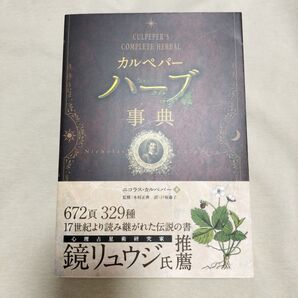 CULPEPER'S
COMPLETE HERBAL
カルペパー
ハーブ
事典
ニコラス・カルペパー 著
672頁 329種
17世紀より読み継がれた伝説の書
心理占星術研究家
鏡リュウジ氏推薦